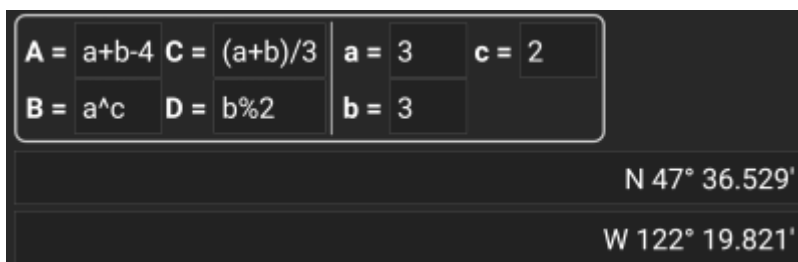 A = a+b-4 C = (a+b)/3 a = 3 c = 2
B = a^c D = b%2 b = 3
N 47° 36.529'
W 122° 19.821'